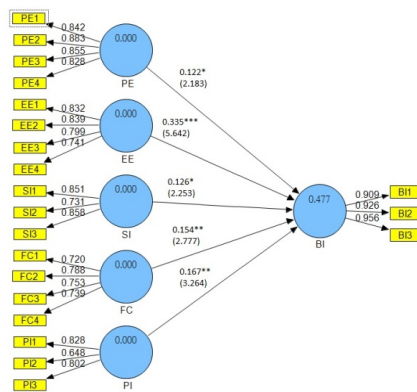 PE1
0.842
PE2
0.883
PE3
0.855
PE4
0.828
0.000
PE
0.122*
(2.183)
EE1
0.832
EE2
0.839
EE3
0.799
EE4
0.741
0.000
EE
0.335***
(5.642)
SI1
0.851
SI2
0.731
SI3
0.858
0.000
SI
0.126*
(2.253)
FC1
0.720
FC2
0.788
FC3
0.753
FC4
0.739
0.000
FC
0.154**
(2.777)
PI1
0.828
PI2
0.648
PI3
0.802
0.000
PI
0.167**
(3.264)
0.477
BI
0.909
BI1
0.926
BI2
0.956
BI3